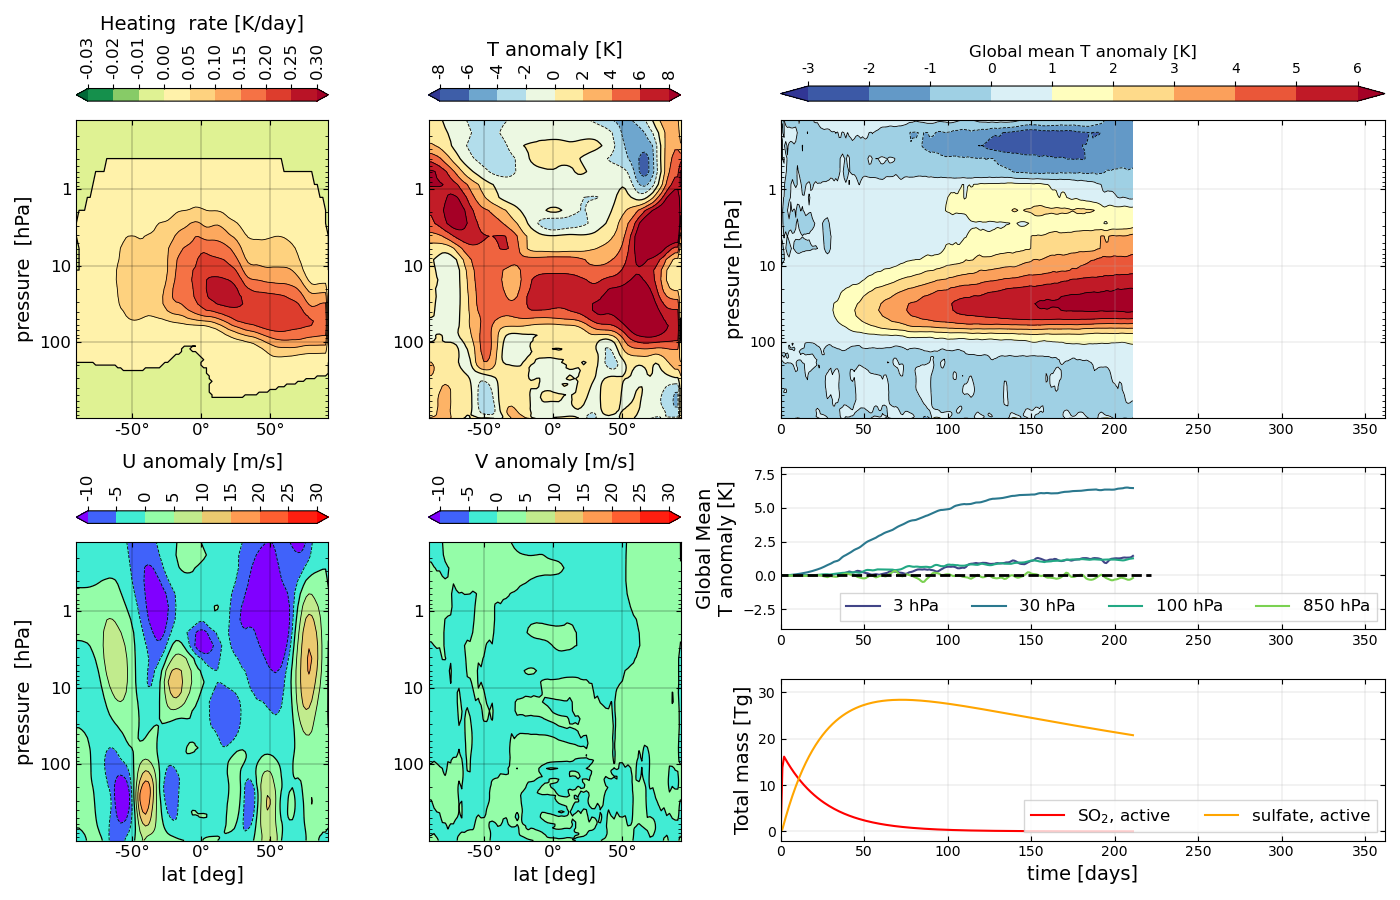 Heating  rate [K/day]
-0.03 -0.02 -0.01 0.00 0.05 0.10 0.15 0.20 0.25 0.30
T anomaly [K]
-8 -6 -4 -2 0 2 4 6 8
Global mean T anomaly [K]
-3 -2 -1 0 1 2 3 4 5 6
pressure  [hPa]
1
10
100
-50° 0° 50°
1
10
100
-50° 0° 50°
pressure  [hPa]
1
10
100
0 50 100 150 200 250 300 350
U anomaly [m/s]
-10 -5 0 5 10 15 20 25 30
V anomaly [m/s]
-10 -5 0 5 10 15 20 25 30
pressure  [hPa]
1
10
100
-50° 0° 50°
lat [deg]
1
10
100
-50° 0° 50°
lat [deg]
Global Mean
T anomaly [K]
7.5
5.0
2.5
0.0
−2.5
3 hPa 30 hPa 100 hPa 850 hPa
0 50 100 150 200 250 300 350
Total mass [Tg]
30
20
10
0
SO₂, active sulfate, active
0 50 100 150 200 250 300 350
time [days]